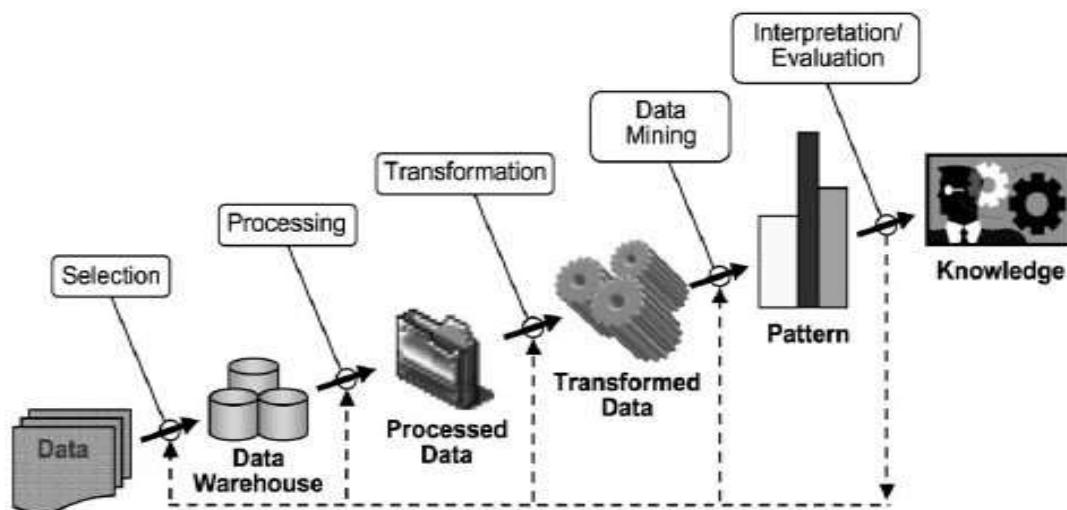 Interpretation/
Evaluation
Data
Mining
Transformation
Processing
Selection
Knowledge
Pattern
Transformed
Data
Processed
Data
Data
Warehouse
Data